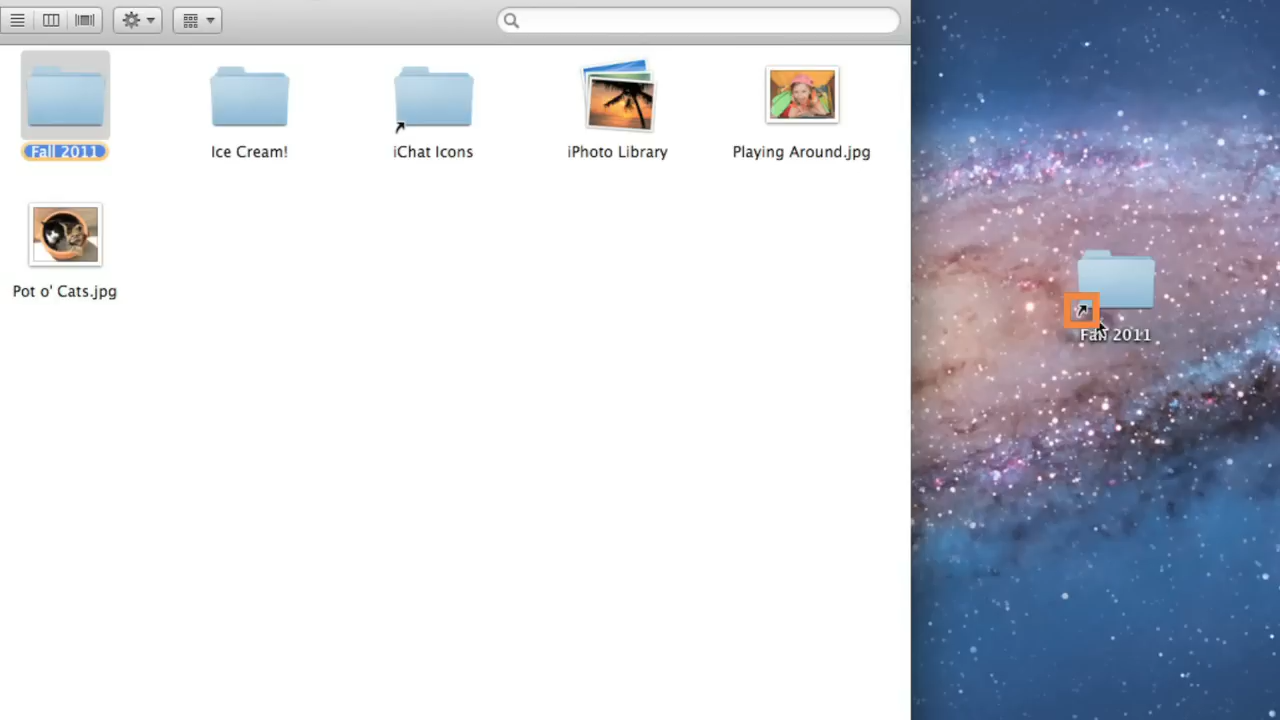 Fall 2011
Ice Cream!
iChat Icons
iPhoto Library
Playing Around.jpg
Pot o' Cats.jpg
Fall 2011